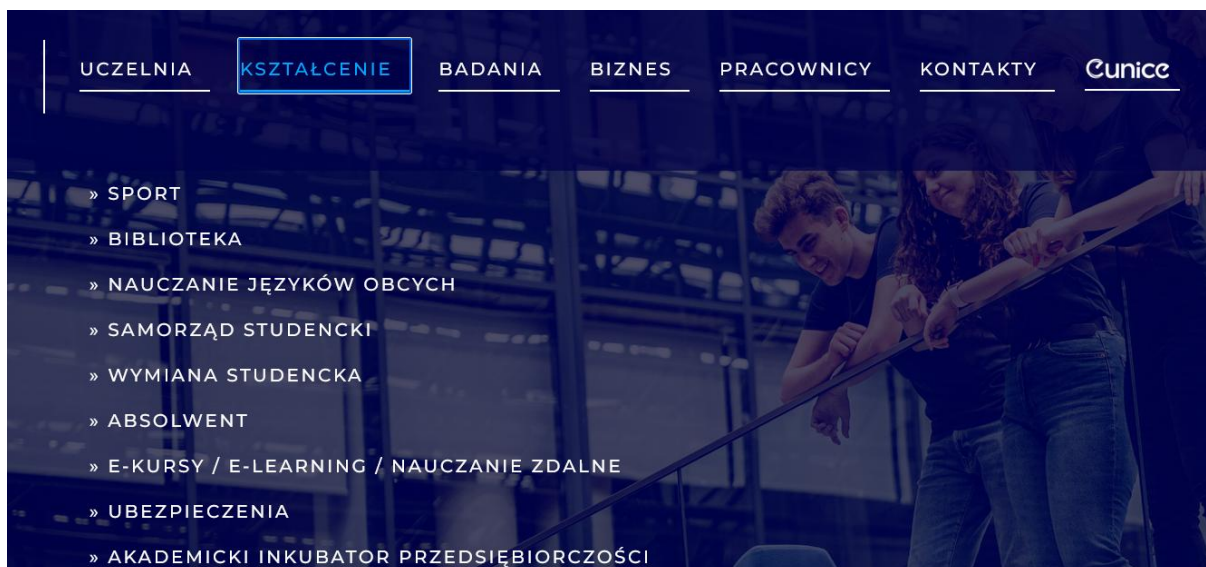 UCZELNIA KSZTAŁCENIE BADANIA BIZNES PRACOWNICY KONTAKTY eunice
» SPORT
» BIBLIOTEKA
» NAUCZANIE JĘZYKÓW OBCYCH
» SAMORZĄD STUDENCKI
» WYMIANA STUDENCKA
» ABSOLWENT
» E-KURSY / E-LEARNING / NAUCZANIE ZDALNE
» UBEZPIECZENIA
» AKADEMICKI INKUBATOR PRZEDSIĘBIORCZOŚCI